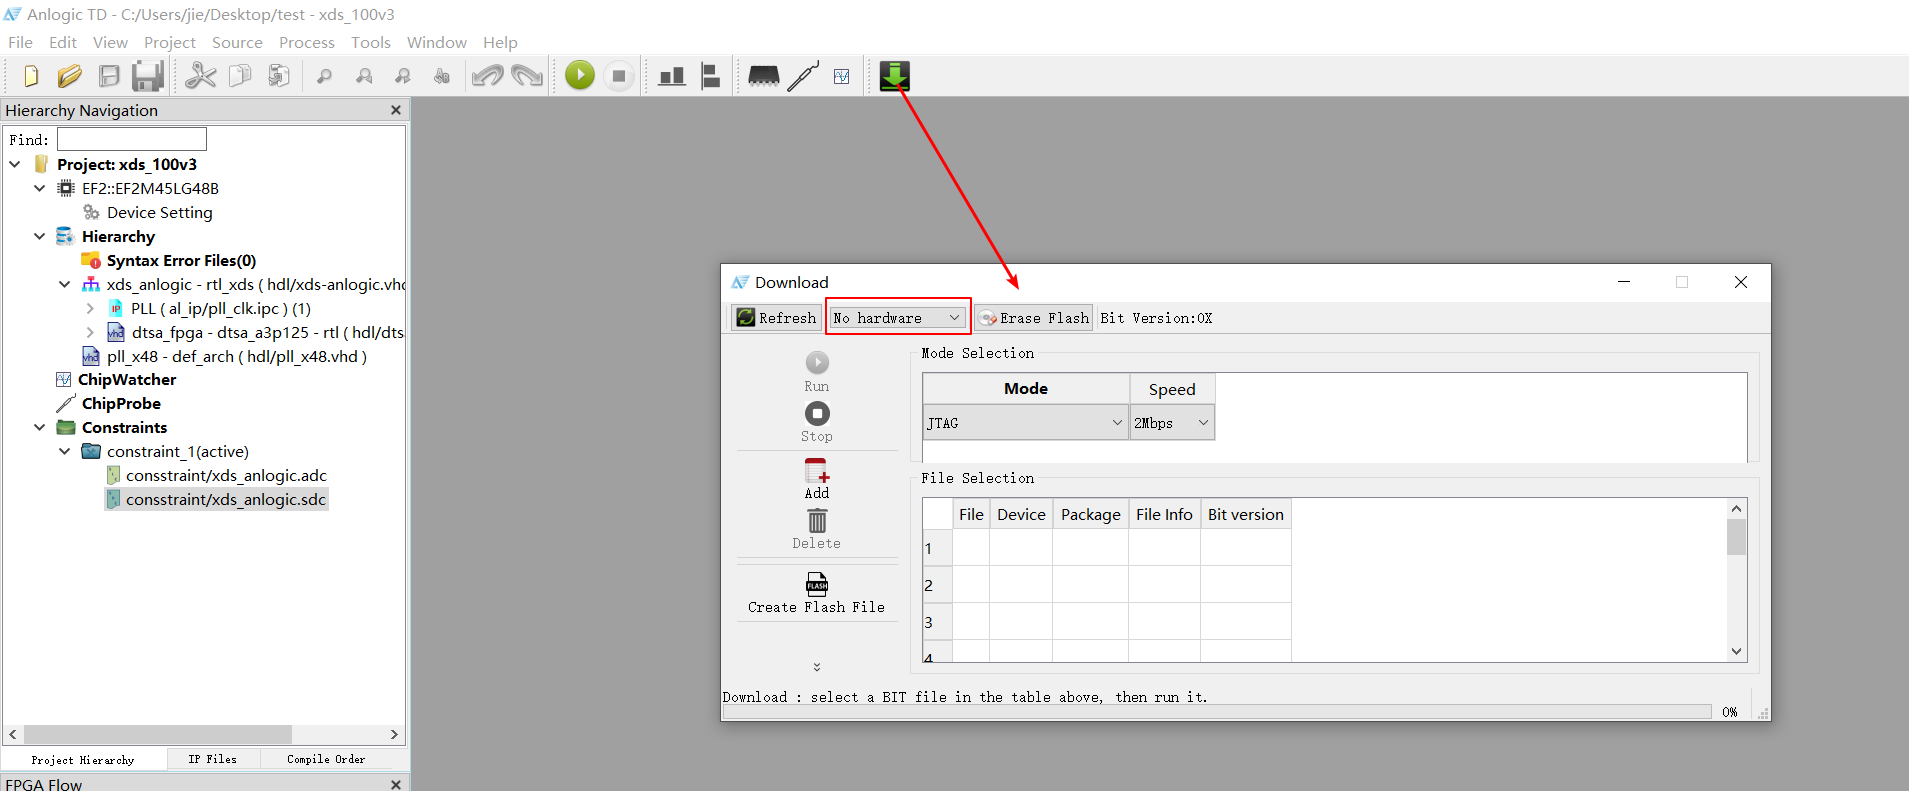 Anlogic TD - C:/Users/jie/Desktop/test - xds_100v3
File Edit View Project Source Process Tools Window Help
Hierarchy Navigation
Find:
Project: xds_100v3
EF2::EF2M45LG48B
Device Setting
Hierarchy
Syntax Error Files(0)
xds_anlogic - rtl_xds ( hdl/xds-anlogic.vhd
IP PLL ( al_ip/pll_clk.ipc ) (1)
vhd dtsa_fpga - dtsa_a3p125 - rtl ( hdl/dtsa
vhd pll_x48 - def_arch ( hdl/pll_x48.vhd )
ChipWatcher
ChipProbe
Constraints
constraint_1(active)
consstraint/xds_anlogic.adc
consstraint/xds_anlogic.sdc
Project Hierarchy IP Files Compile Order
FPGA Flow
Download
Refresh No hardware Erase Flash Bit Version:0X
Run
Stop
Add
Delete
FLASH
Create Flash File
Mode Selection
Mode Speed
JTAG 2Mbps
File Selection
File Device Package File Info Bit version
1
2
3
4
Download : select a BIT file in the table above, then run it.
0%